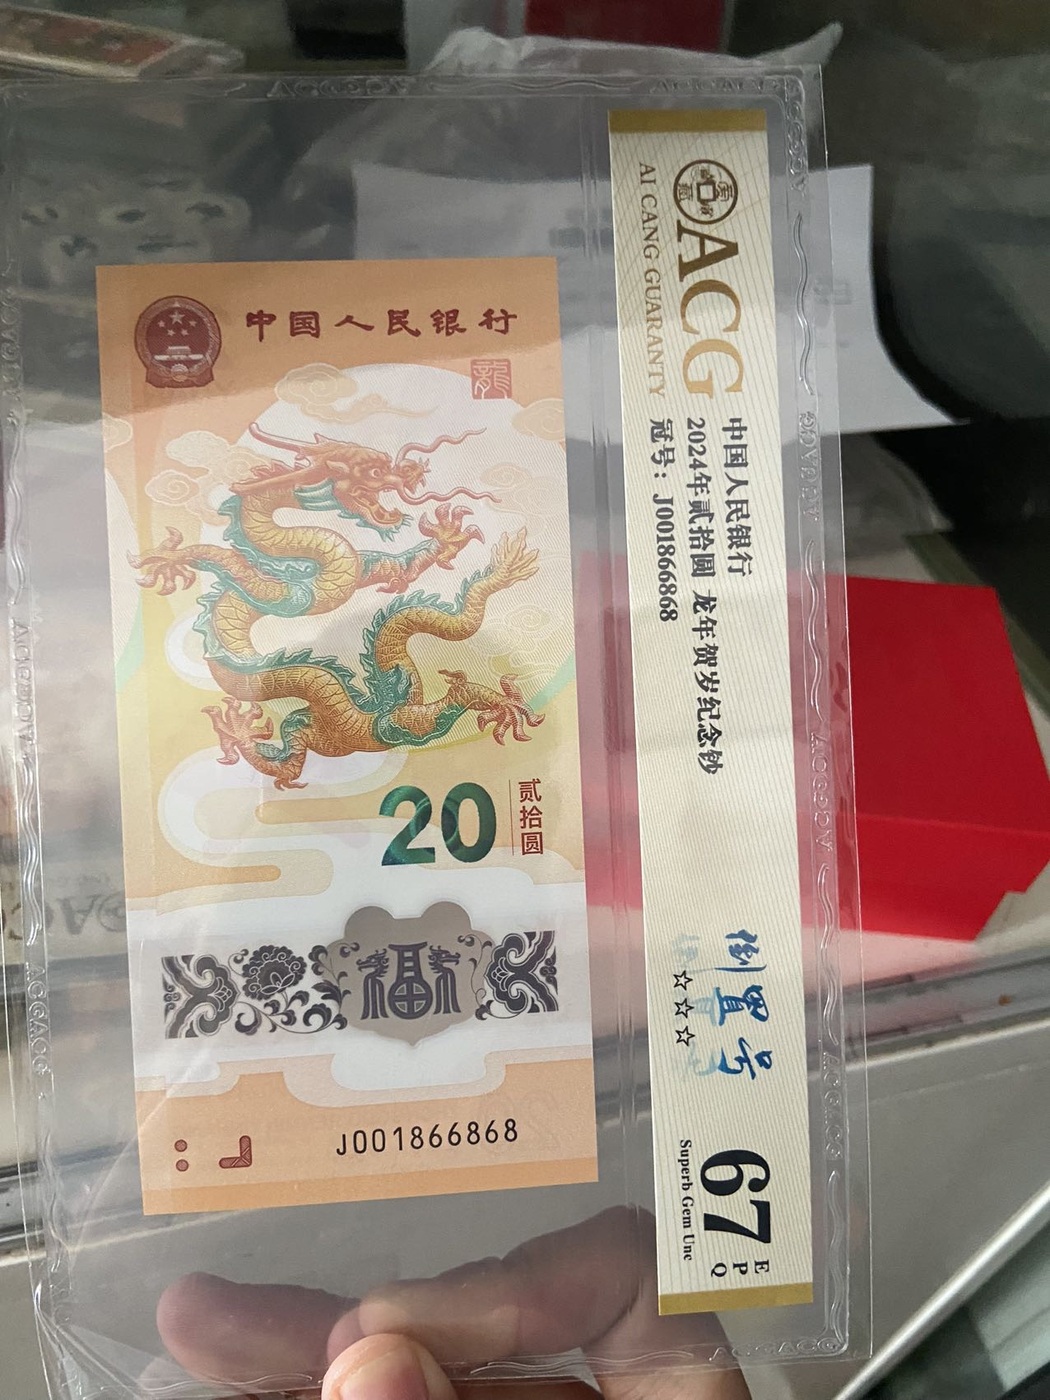 中国人民银行
龍
20
贰拾圆
福
J001866868
ACG
AI CANG GUARANTY
中国人民银行
2024年贰拾圆 龙年贺岁纪念钞
冠号：J001866868
倒置号
☆☆☆
67
EPQ
Superb Gem Unc